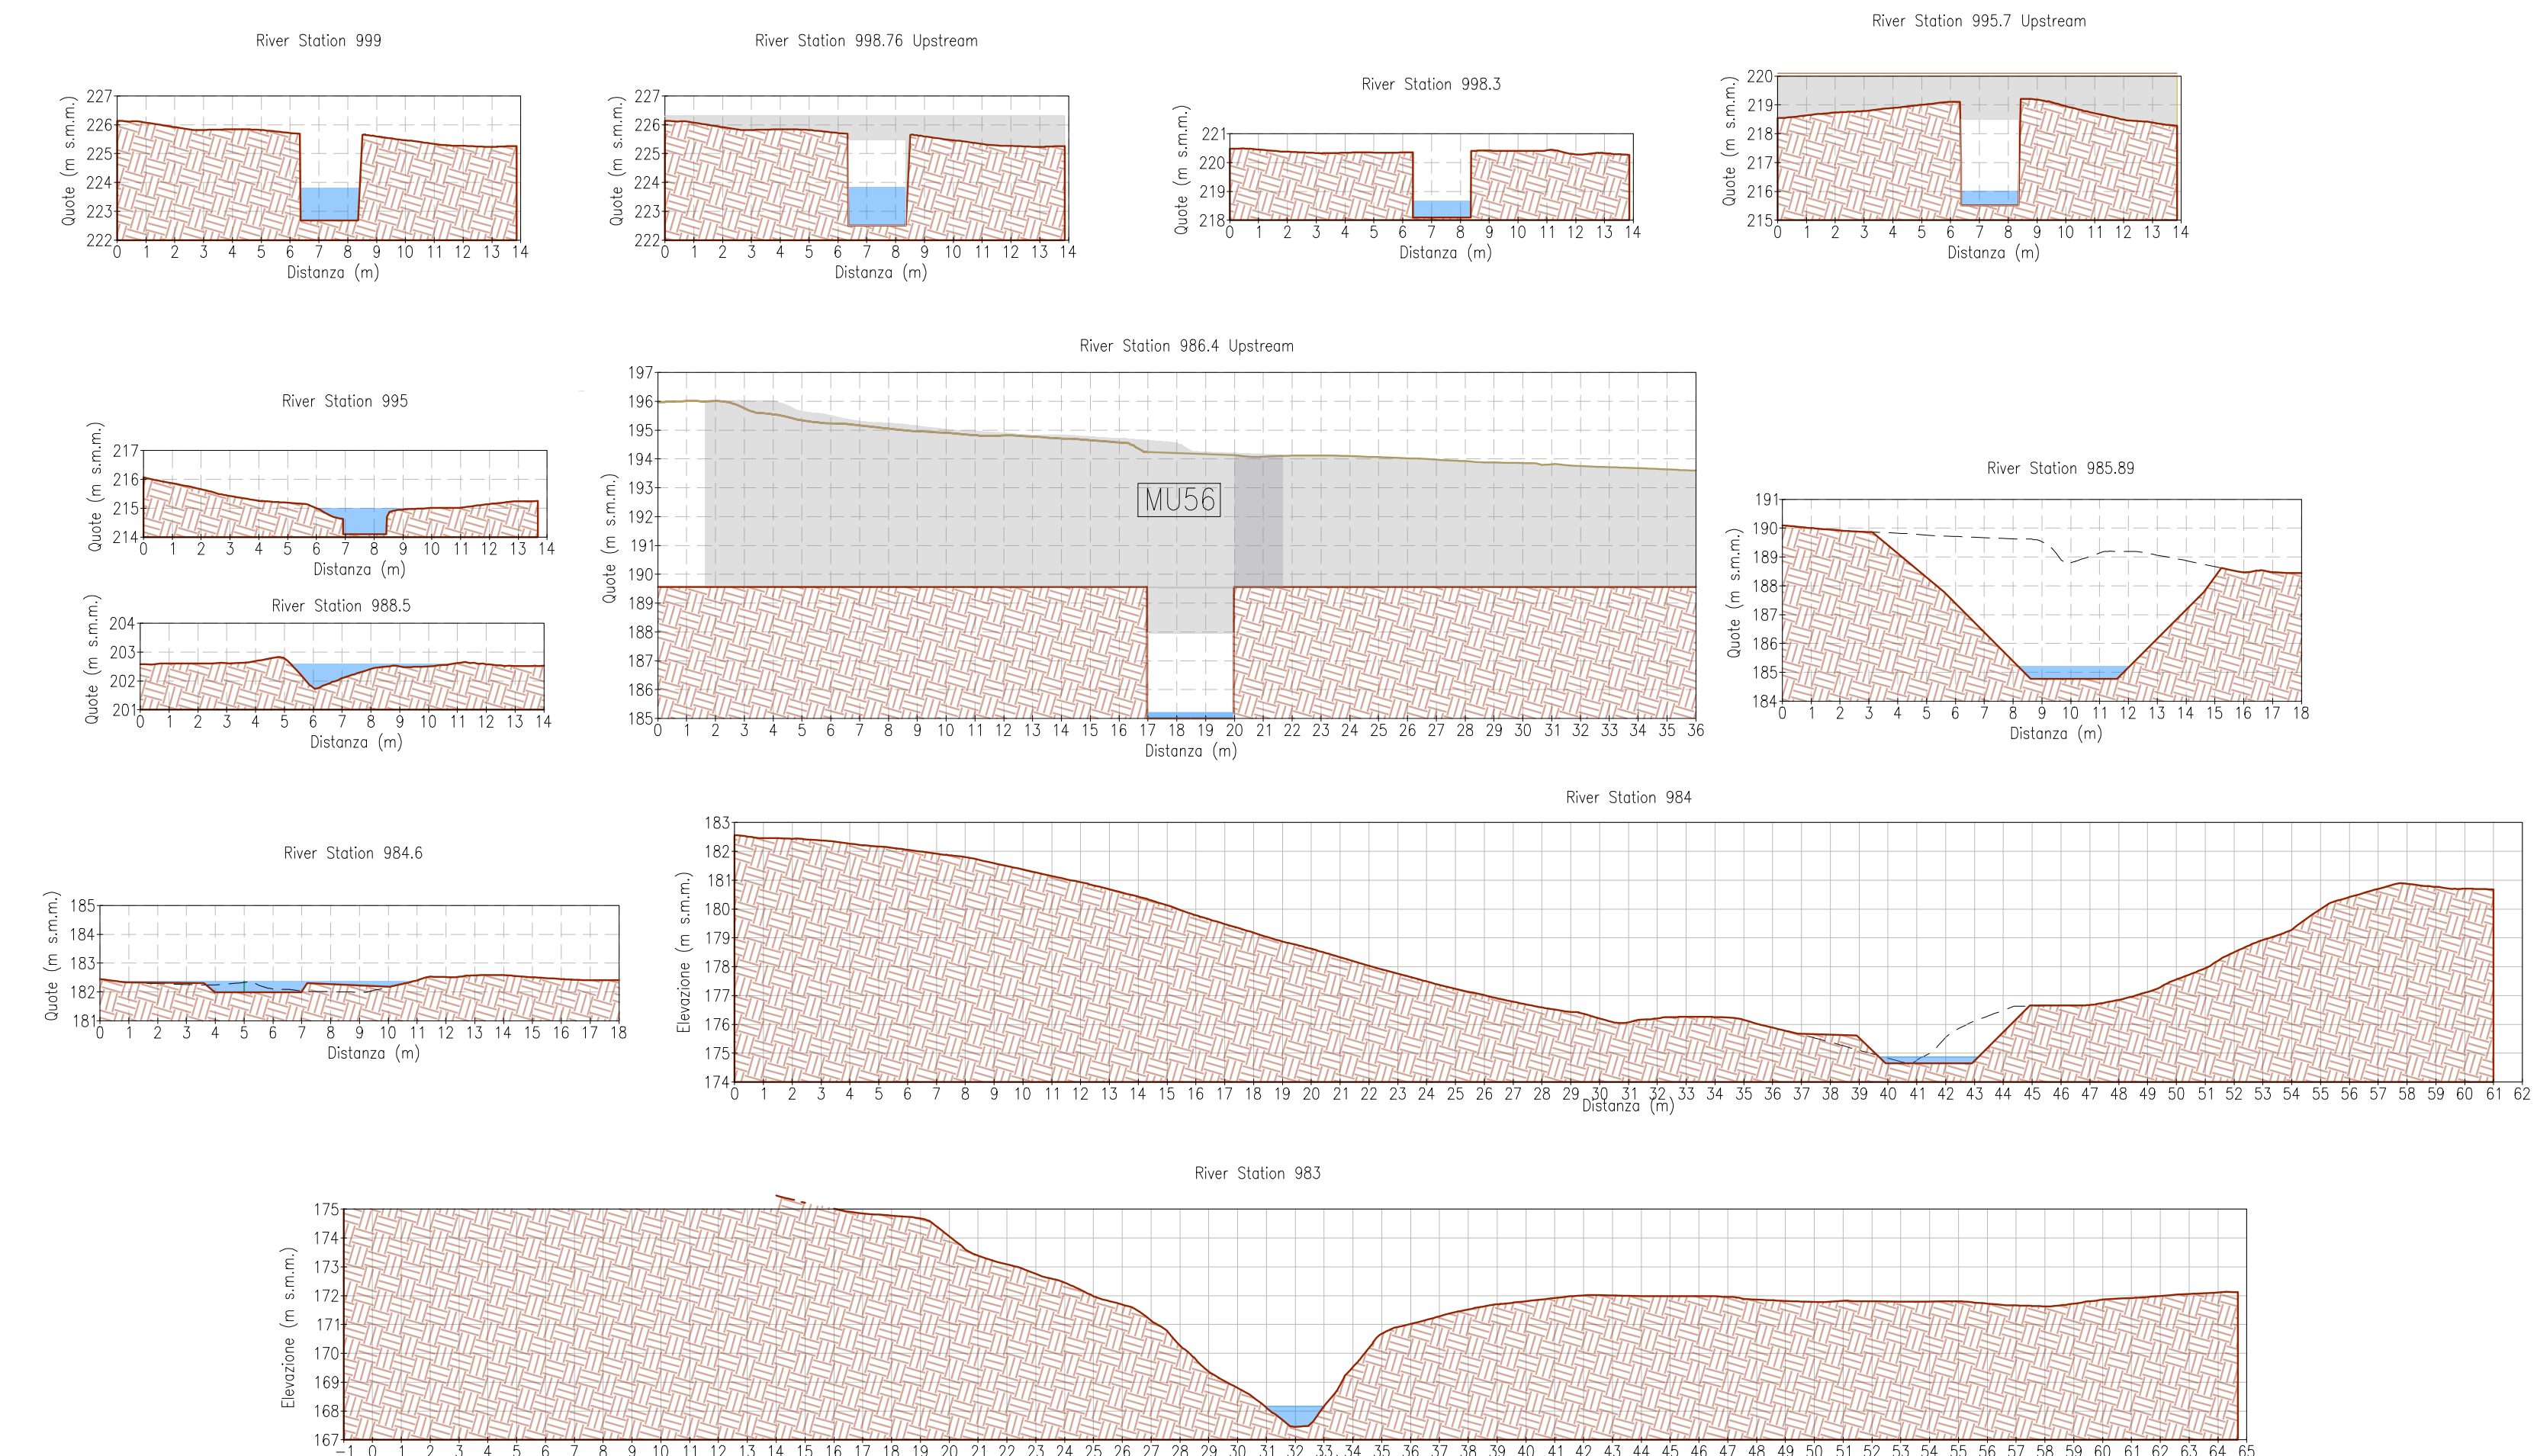 River Station 999
Quote (m s.m.m.)
227
226
225
224
223
222
0 1 2 3 4 5 6 7 8 9 10 11 12 13 14
Distanza (m)
River Station 998.76 Upstream
Quote (m s.m.m.)
227
226
225
224
223
222
0 1 2 3 4 5 6 7 8 9 10 11 12 13 14
Distanza (m)
River Station 998.3
Quote (m s.m.m.)
221
220
219
218
0 1 2 3 4 5 6 7 8 9 10 11 12 13 14
Distanza (m)
River Station 995.7 Upstream
Quote (m s.m.m.)
220
219
218
217
216
215
0 1 2 3 4 5 6 7 8 9 10 11 12 13 14
Distanza (m)
River Station 995
Quote (m s.m.m.)
217
216
215
214
0 1 2 3 4 5 6 7 8 9 10 11 12 13 14
Distanza (m)
River Station 988.5
Quote (m s.m.m.)
204
203
202
201
0 1 2 3 4 5 6 7 8 9 10 11 12 13 14
Distanza (m)
River Station 986.4 Upstream
Quote (m s.m.m.)
197
196
195
194
193
192
191
190
189
188
187
186
185
MU56
0 1 2 3 4 5 6 7 8 9 10 11 12 13 14 15 16 17 18 19 20 21 22 23 24 25 26 27 28 29 30 31 32 33 34 35 36
Distanza (m)
River Station 985.89
Quote (m s.m.m.)
191
190
189
188
187
186
185
184
0 1 2 3 4 5 6 7 8 9 10 11 12 13 14 15 16 17 18
Distanza (m)
River Station 984.6
Quote (m s.m.m.)
185
184
183
182
181
0 1 2 3 4 5 6 7 8 9 10 11 12 13 14 15 16 17 18
Distanza (m)
River Station 984
Elevazione (m s.m.m.)
183
182
181
180
179
178
177
176
175
174
0 1 2 3 4 5 6 7 8 9 10 11 12 13 14 15 16 17 18 19 20 21 22 23 24 25 26 27 28 29 30 31 32 33 34 35 36 37 38 39 40 41 42 43 44 45 46 47 48 49 50 51 52 53 54 55 56 57 58 59 60 61 62
Distanza (m)
River Station 983
Elevazione (m s.m.m.)
175
174
173
172
171
170
169
168
167
-1 0 1 2 3 4 5 6 7 8 9 10 11 12 13 14 15 16 17 18 19 20 21 22 23 24 25 26 27 28 29 30 31 32 33 34 35 36 37 38 39 40 41 42 43 44 45 46 47 48 49 50 51 52 53 54 55 56 57 58 59 60 61 62 63 64 65